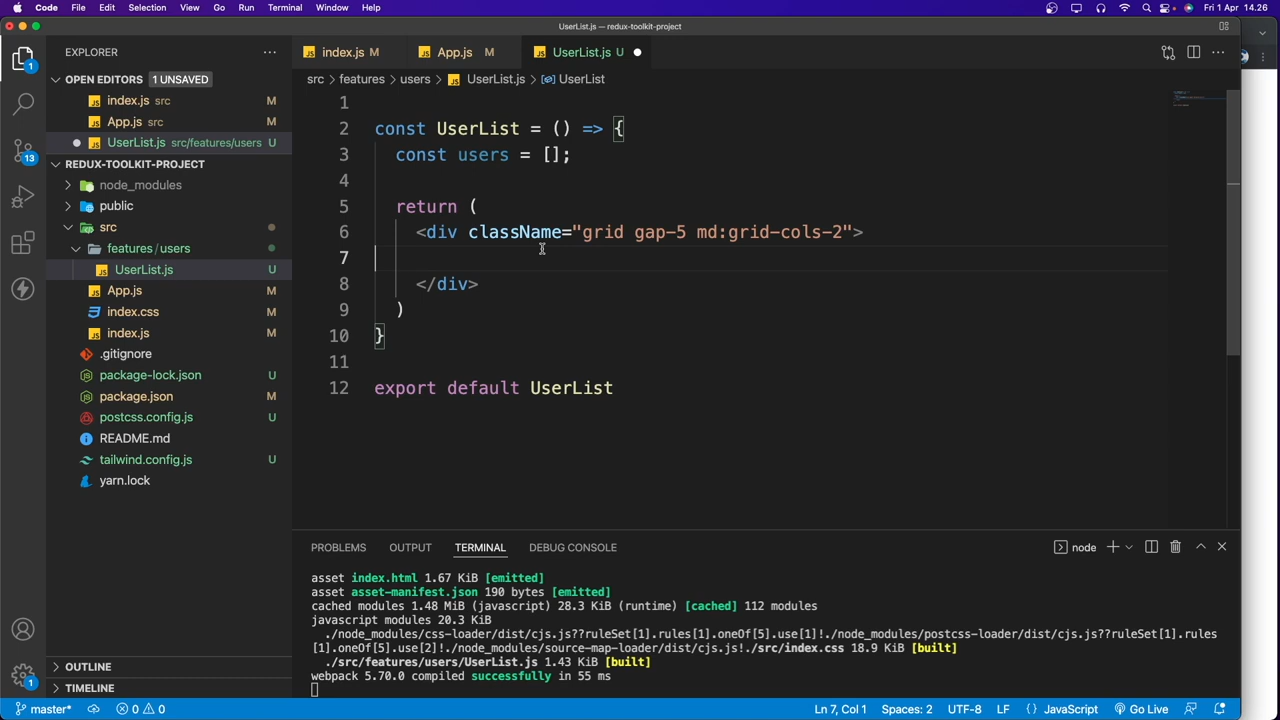 Code File Edit Selection View Go Run Terminal Window Help Fri 1 Apr 14.26
UserList.js — redux-toolkit-project
EXPLORER
OPEN EDITORS 1 UNSAVED
index.js src M
App.js src M
UserList.js src/features/users U
REDUX-TOOLKIT-PROJECT
node_modules
public
src
features / users
UserList.js U
App.js M
index.css M
index.js M
.gitignore
package-lock.json U
package.json M
postcss.config.js U
README.md
tailwind.config.js U
yarn.lock
OUTLINE
TIMELINE
1
13
1
index.js M App.js M UserList.js U
src > features > users > UserList.js > UserList
1
2 const UserList = () => {
3 const users = [];
4
5 return (
6 <div className="grid gap-5 md:grid-cols-2">
7
8 </div>
9 )
10 }
11
12 export default UserList
PROBLEMS OUTPUT TERMINAL DEBUG CONSOLE node
asset index.html 1.67 KiB [emitted]
asset asset-manifest.json 190 bytes [emitted]
cached modules 1.48 MiB (javascript) 28.3 KiB (runtime) [cached] 112 modules
javascript modules 20.3 KiB
./node_modules/css-loader/dist/cjs.js??ruleSet[1].rules[1].oneOf[5].use[1]!./node_modules/postcss-loader/dist/cjs.js??ruleSet[1].rules
[1].oneOf[5].use[2]!./node_modules/source-map-loader/dist/cjs.js!./src/index.css 18.9 KiB [built]
./src/features/users/UserList.js 1.43 KiB [built]
webpack 5.70.0 compiled successfully in 55 ms
master* 0 0 Ln 7, Col 1 Spaces: 2 UTF-8 LF {} JavaScript Go Live